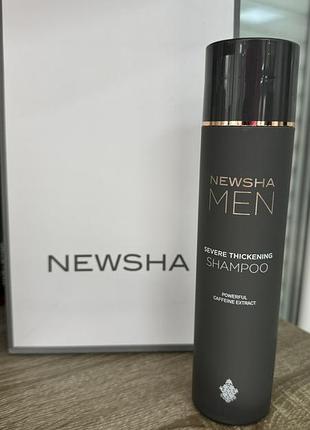 NEWSHA
NEWSHA
MEN
SEVERE THICKENING
SHAMPOO
POWERFUL
CAFFEINE EXTRACT